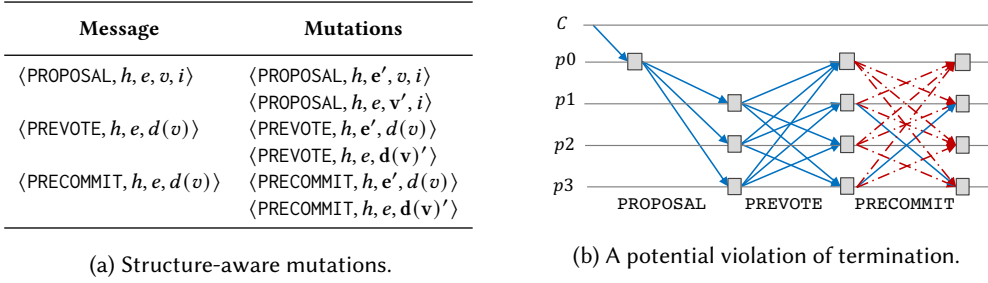 Message Mutations
⟨PROPOSAL, h, e, v, i⟩ ⟨PROPOSAL, h, e′, v, i⟩
⟨PROPOSAL, h, e, v′, i⟩
⟨PREVOTE, h, e, d(v)⟩ ⟨PREVOTE, h, e′, d(v)⟩
⟨PREVOTE, h, e, d(v)′⟩
⟨PRECOMMIT, h, e, d(v)⟩ ⟨PRECOMMIT, h, e′, d(v)⟩
⟨PRECOMMIT, h, e, d(v)′⟩
(a) Structure-aware mutations.
C
p0
p1
p2
p3
PROPOSAL PREVOTE PRECOMMIT
(b) A potential violation of termination.